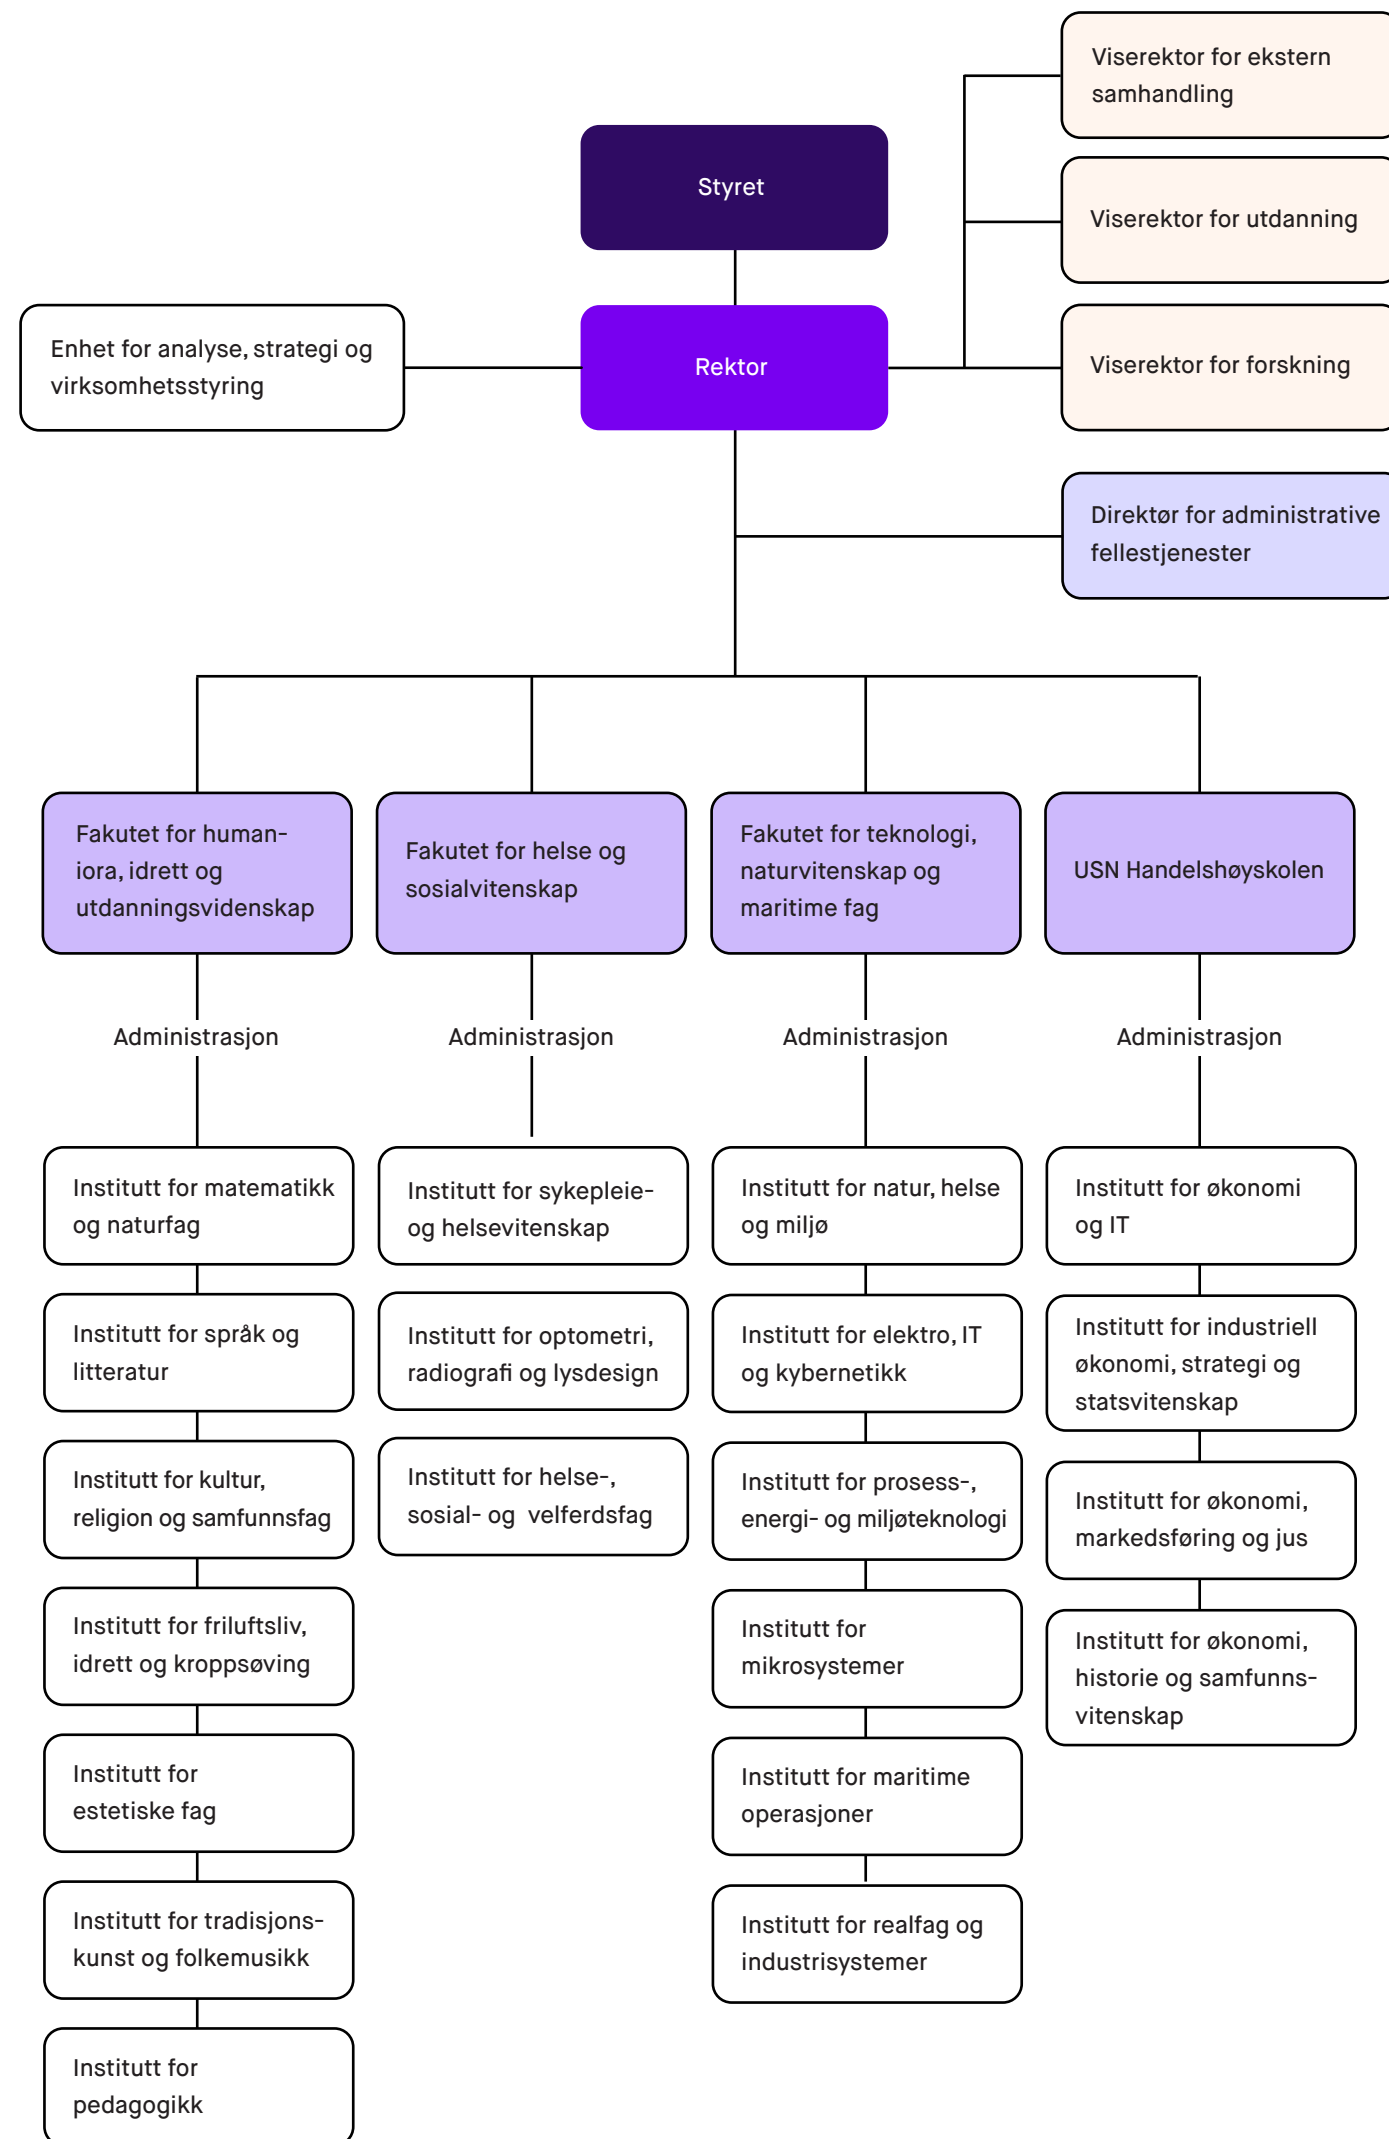 Viserektor for ekstern
samhandling
Styret
Viserektor for utdanning
Enhet for analyse, strategi og
virksomhetsstyring
Rektor
Viserektor for forskning
Direktør for administrative
fellestjenester
Fakutet for human-
iora, idrett og
utdanningsvidenskap
Fakutet for helse og
sosialvitenskap
Fakutet for teknologi,
naturvitenskap og
maritime fag
USN Handelshøyskolen
Administrasjon
Administrasjon
Administrasjon
Administrasjon
Institutt for matematikk
og naturfag
Institutt for språk og
litteratur
Institutt for kultur,
religion og samfunnsfag
Institutt for friluftsliv,
idrett og kroppsøving
Institutt for
estetiske fag
Institutt for tradisjons-
kunst og folkemusikk
Institutt for
pedagogikk
Institutt for sykepleie-
og helsevitenskap
Institutt for optometri,
radiografi og lysdesign
Institutt for helse-,
sosial- og velferdsfag
Institutt for natur, helse
og miljø
Institutt for elektro, IT
og kybernetikk
Institutt for prosess-,
energi- og miljøteknologi
Institutt for
mikrosystemer
Institutt for maritime
operasjoner
Institutt for realfag og
industrisystemer
Institutt for økonomi
og IT
Institutt for industriell
økonomi, strategi og
statsvitenskap
Institutt for økonomi,
markedsføring og jus
Institutt for økonomi,
historie og samfunns-
vitenskap